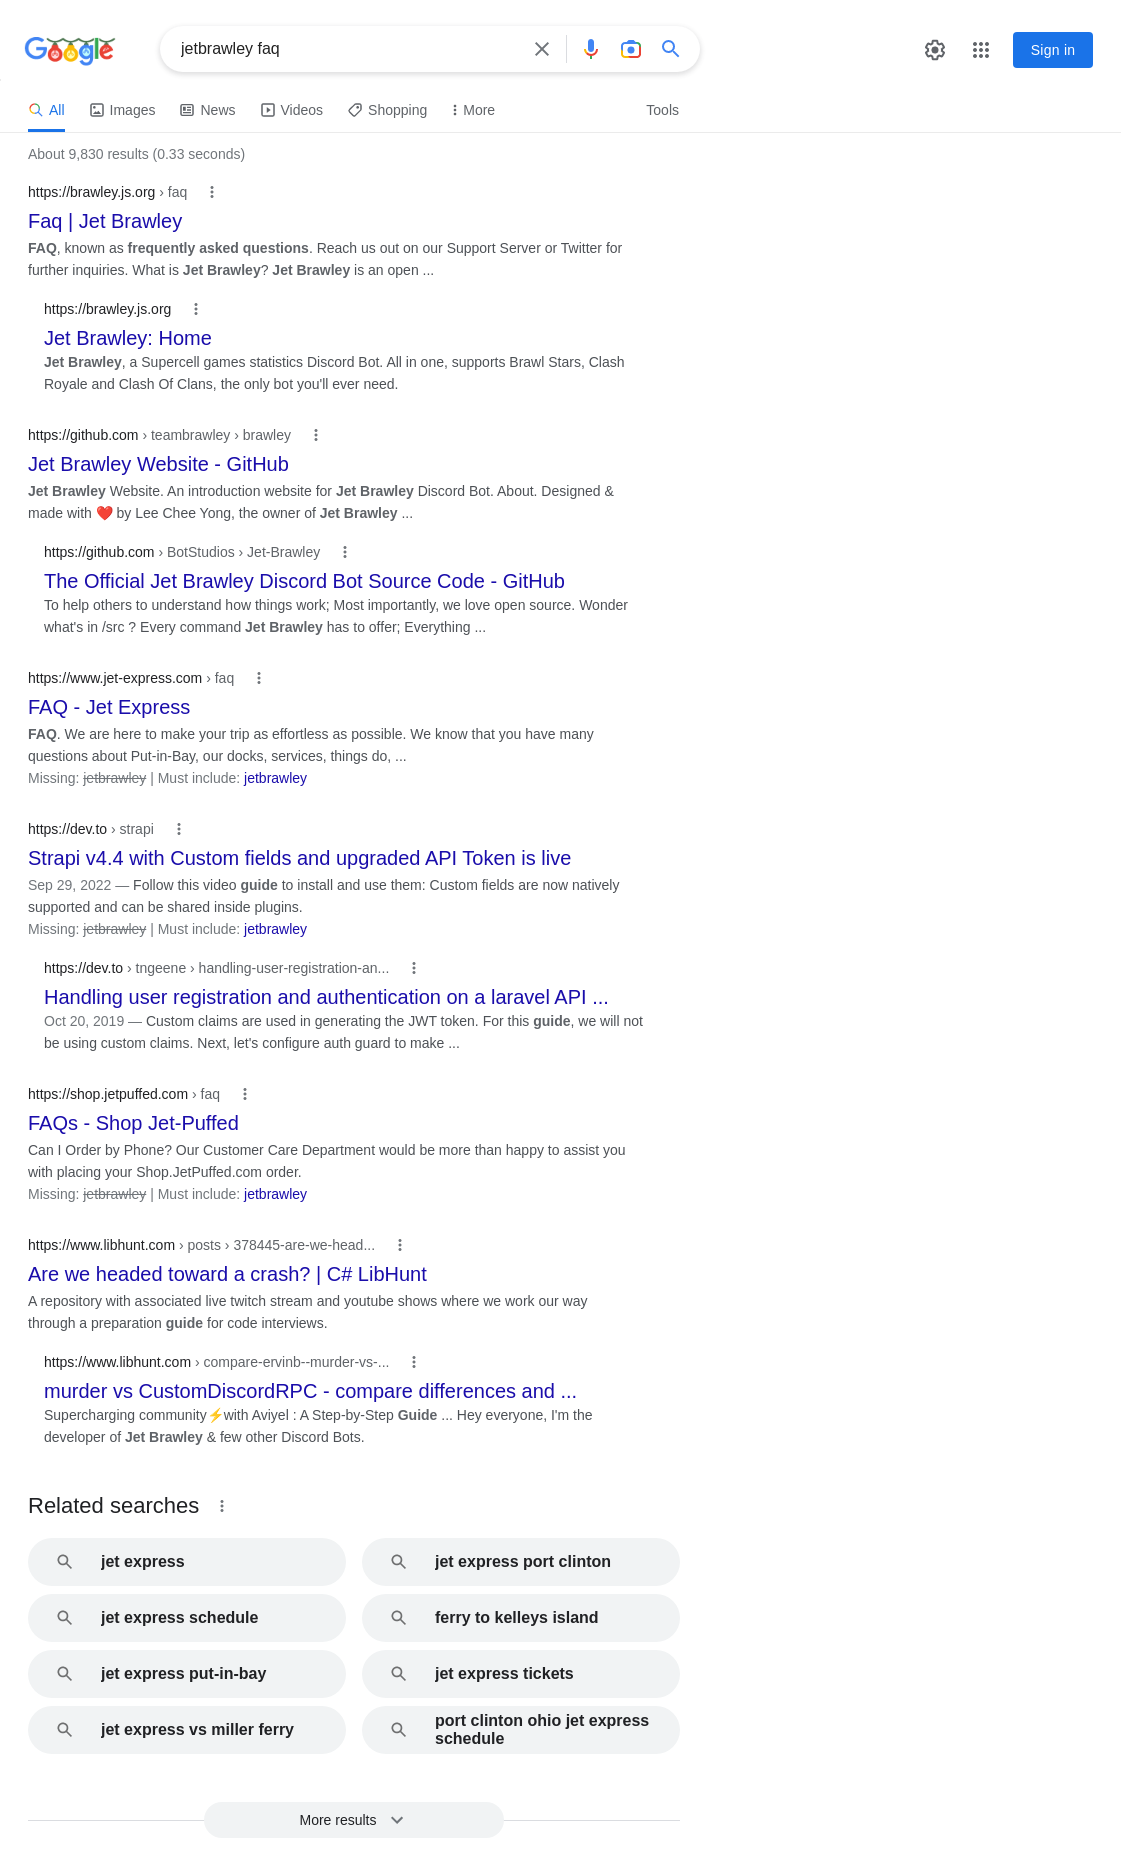 Google
jetbrawley faq
Sign in
All Images News Videos Shopping More Tools
About 9,830 results (0.33 seconds)
https://brawley.js.org › faq
Faq | Jet Brawley
FAQ, known as frequently asked questions. Reach us out on our Support Server or Twitter for
further inquiries. What is Jet Brawley? Jet Brawley is an open ...
https://brawley.js.org
Jet Brawley: Home
Jet Brawley, a Supercell games statistics Discord Bot. All in one, supports Brawl Stars, Clash
Royale and Clash Of Clans, the only bot you'll ever need.
https://github.com › teambrawley › brawley
Jet Brawley Website - GitHub
Jet Brawley Website. An introduction website for Jet Brawley Discord Bot. About. Designed &
made with ❤️ by Lee Chee Yong, the owner of Jet Brawley ...
https://github.com › BotStudios › Jet-Brawley
The Official Jet Brawley Discord Bot Source Code - GitHub
To help others to understand how things work; Most importantly, we love open source. Wonder
what's in /src ? Every command Jet Brawley has to offer; Everything ...
https://www.jet-express.com › faq
FAQ - Jet Express
FAQ. We are here to make your trip as effortless as possible. We know that you have many
questions about Put-in-Bay, our docks, services, things do, ...
Missing: jetbrawley | Must include: jetbrawley
https://dev.to › strapi
Strapi v4.4 with Custom fields and upgraded API Token is live
Sep 29, 2022 — Follow this video guide to install and use them: Custom fields are now natively
supported and can be shared inside plugins.
Missing: jetbrawley | Must include: jetbrawley
https://dev.to › tngeene › handling-user-registration-an...
Handling user registration and authentication on a laravel API ...
Oct 20, 2019 — Custom claims are used in generating the JWT token. For this guide, we will not
be using custom claims. Next, let's configure auth guard to make ...
https://shop.jetpuffed.com › faq
FAQs - Shop Jet-Puffed
Can I Order by Phone? Our Customer Care Department would be more than happy to assist you
with placing your Shop.JetPuffed.com order.
Missing: jetbrawley | Must include: jetbrawley
https://www.libhunt.com › posts › 378445-are-we-head...
Are we headed toward a crash? | C# LibHunt
A repository with associated live twitch stream and youtube shows where we work our way
through a preparation guide for code interviews.
https://www.libhunt.com › compare-ervinb--murder-vs-...
murder vs CustomDiscordRPC - compare differences and ...
Supercharging community⚡with Aviyel : A Step-by-Step Guide ... Hey everyone, I'm the
developer of Jet Brawley & few other Discord Bots.
Related searches
jet express
jet express port clinton
jet express schedule
ferry to kelleys island
jet express put-in-bay
jet express tickets
jet express vs miller ferry
port clinton ohio jet express
schedule
More results